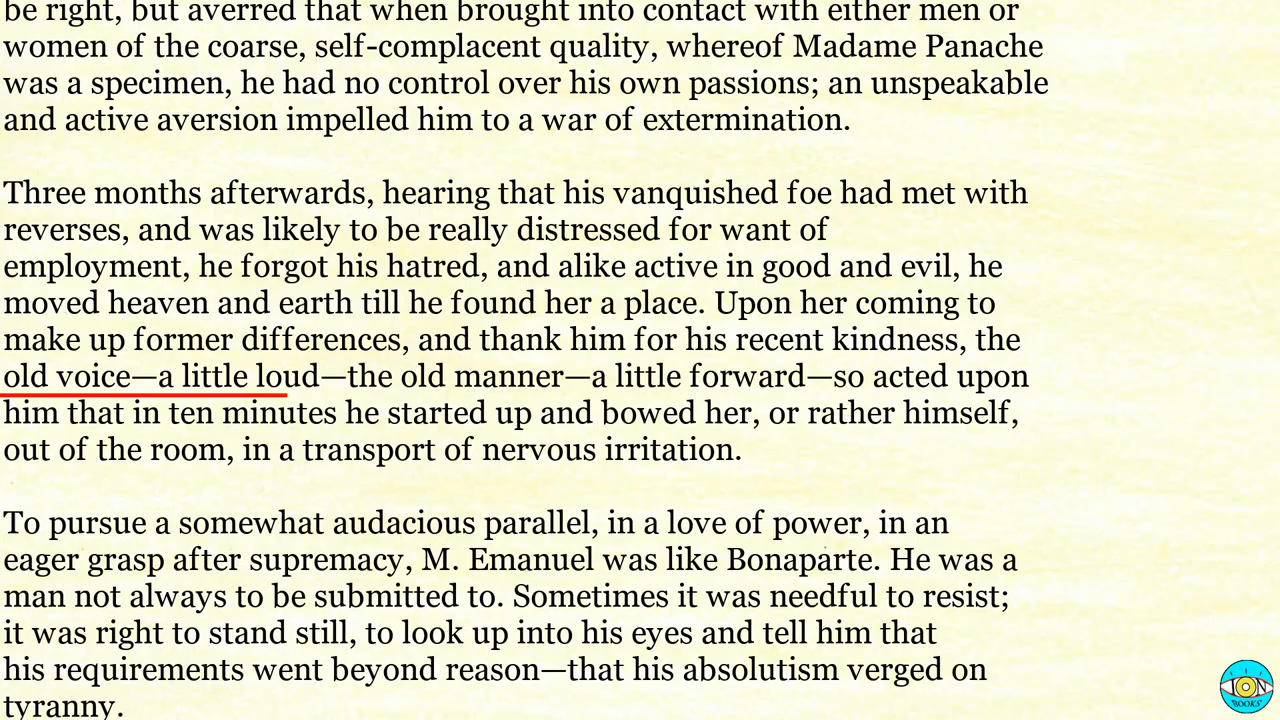 be right, but averred that when brought into contact with either men or
women of the coarse, self-complacent quality, whereof Madame Panache
was a specimen, he had no control over his own passions; an unspeakable
and active aversion impelled him to a war of extermination.
Three months afterwards, hearing that his vanquished foe had met with
reverses, and was likely to be really distressed for want of
employment, he forgot his hatred, and alike active in good and evil, he
moved heaven and earth till he found her a place. Upon her coming to
make up former differences, and thank him for his recent kindness, the
old voice—a little loud—the old manner—a little forward—so acted upon
him that in ten minutes he started up and bowed her, or rather himself,
out of the room, in a transport of nervous irritation.
To pursue a somewhat audacious parallel, in a love of power, in an
eager grasp after supremacy, M. Emanuel was like Bonaparte. He was a
man not always to be submitted to. Sometimes it was needful to resist;
it was right to stand still, to look up into his eyes and tell him that
his requirements went beyond reason—that his absolutism verged on
tyranny.
ION
BOOKS